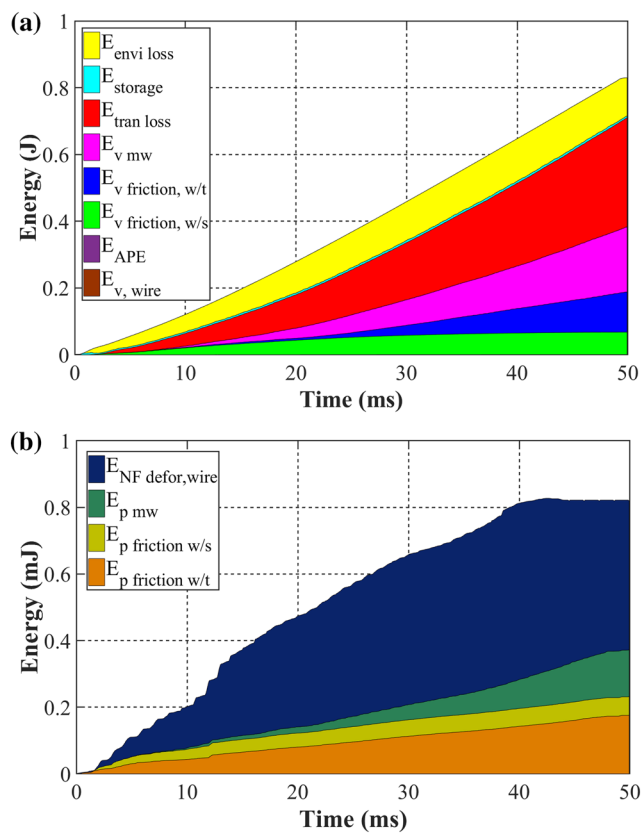 (a)
1
0.8
0.6
0.4
0.2
0
Energy (J)
E envi loss
E storage
E tran loss
E v mw
E v friction, w/t
E v friction, w/s
E APE
E v, wire
0 10 20 30 40 50
Time (ms)
(b)
1
0.8
0.6
0.4
0.2
0
Energy (mJ)
E NF defor,wire
E p mw
E p friction w/s
E p friction w/t
0 10 20 30 40 50
Time (ms)